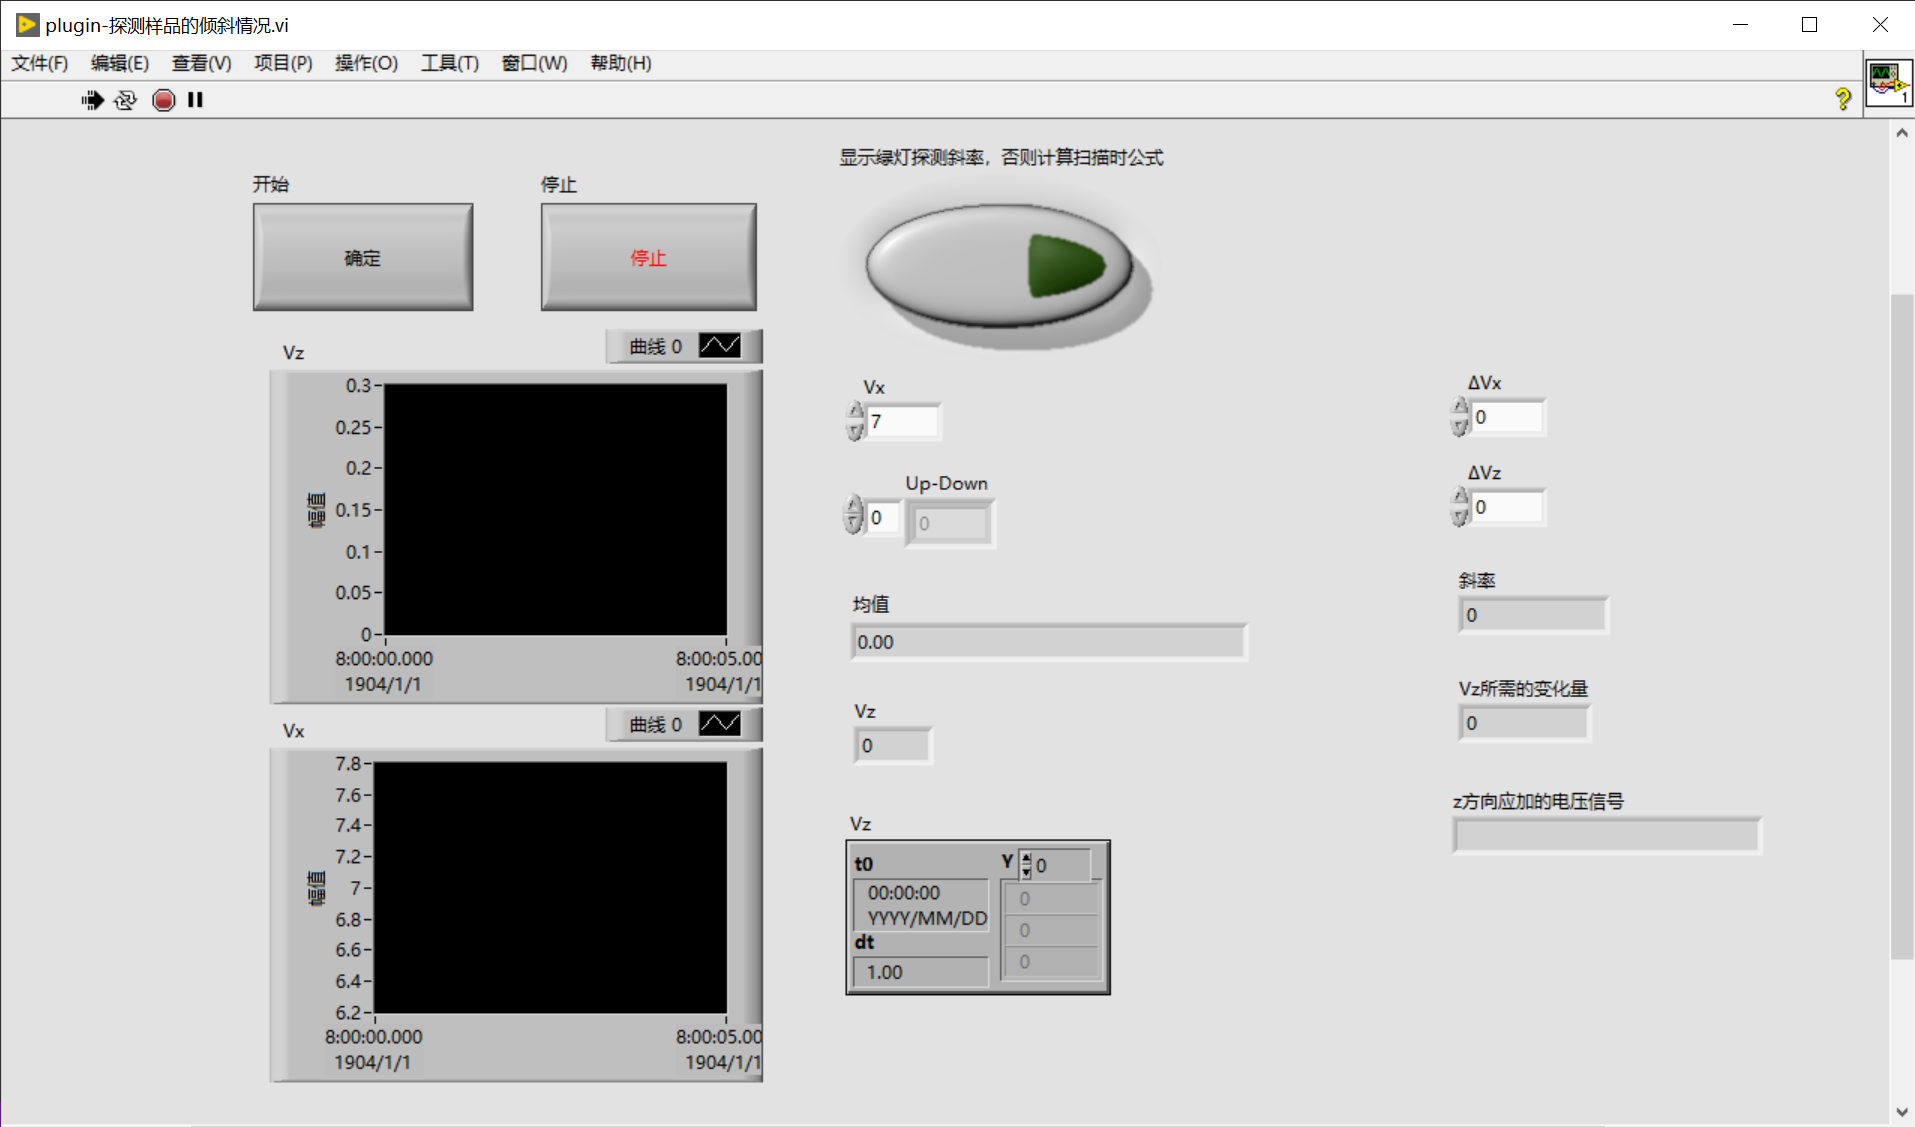 plugin-探测样品的倾斜情况.vi
文件(F) 编辑(E) 查看(V) 项目(P) 操作(O) 工具(T) 窗口(W) 帮助(H)
?
1
显示绿灯探测斜率，否则计算扫描时公式
开始
停止
确定
停止
Vz
曲线 0
0.3
0.25
0.2
0.15
0.1
0.05
0
幅值
8:00:00.000
1904/1/1
8:00:05.00
1904/1/1
Vx
曲线 0
7.8
7.6
7.4
7.2
7
6.8
6.6
6.4
6.2
幅值
8:00:00.000
1904/1/1
8:00:05.00
1904/1/1
Vx
7
Up-Down
0
0
均值
0.00
Vz
0
Vz
t0
00:00:00
YYYY/MM/DD
dt
1.00
Y
0
0
0
0
ΔVx
0
ΔVz
0
斜率
0
Vz所需的变化量
0
z方向应加的电压信号